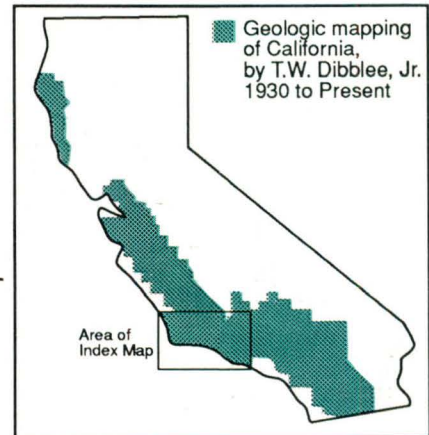 Geologic mapping
of California,
by T.W. Dibblee, Jr.
1930 to Present
Area of
Index Map